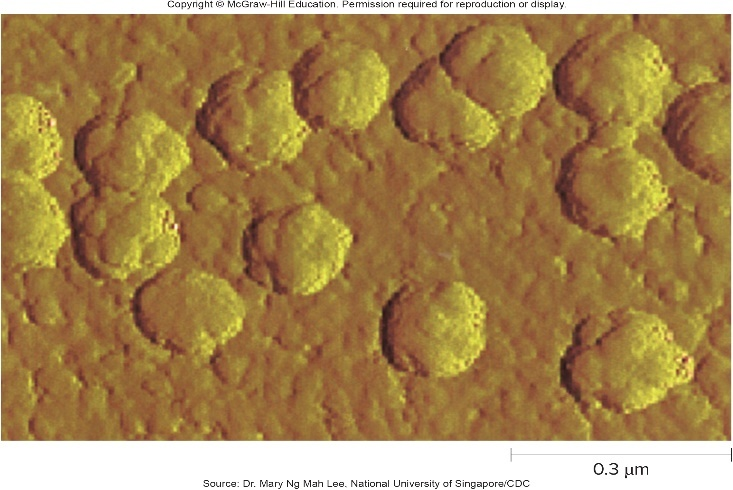 Copyright © McGraw-Hill Education. Permission required for reproduction or display.
0.3 μm
Source: Dr. Mary Ng Mah Lee, National University of Singapore/CDC